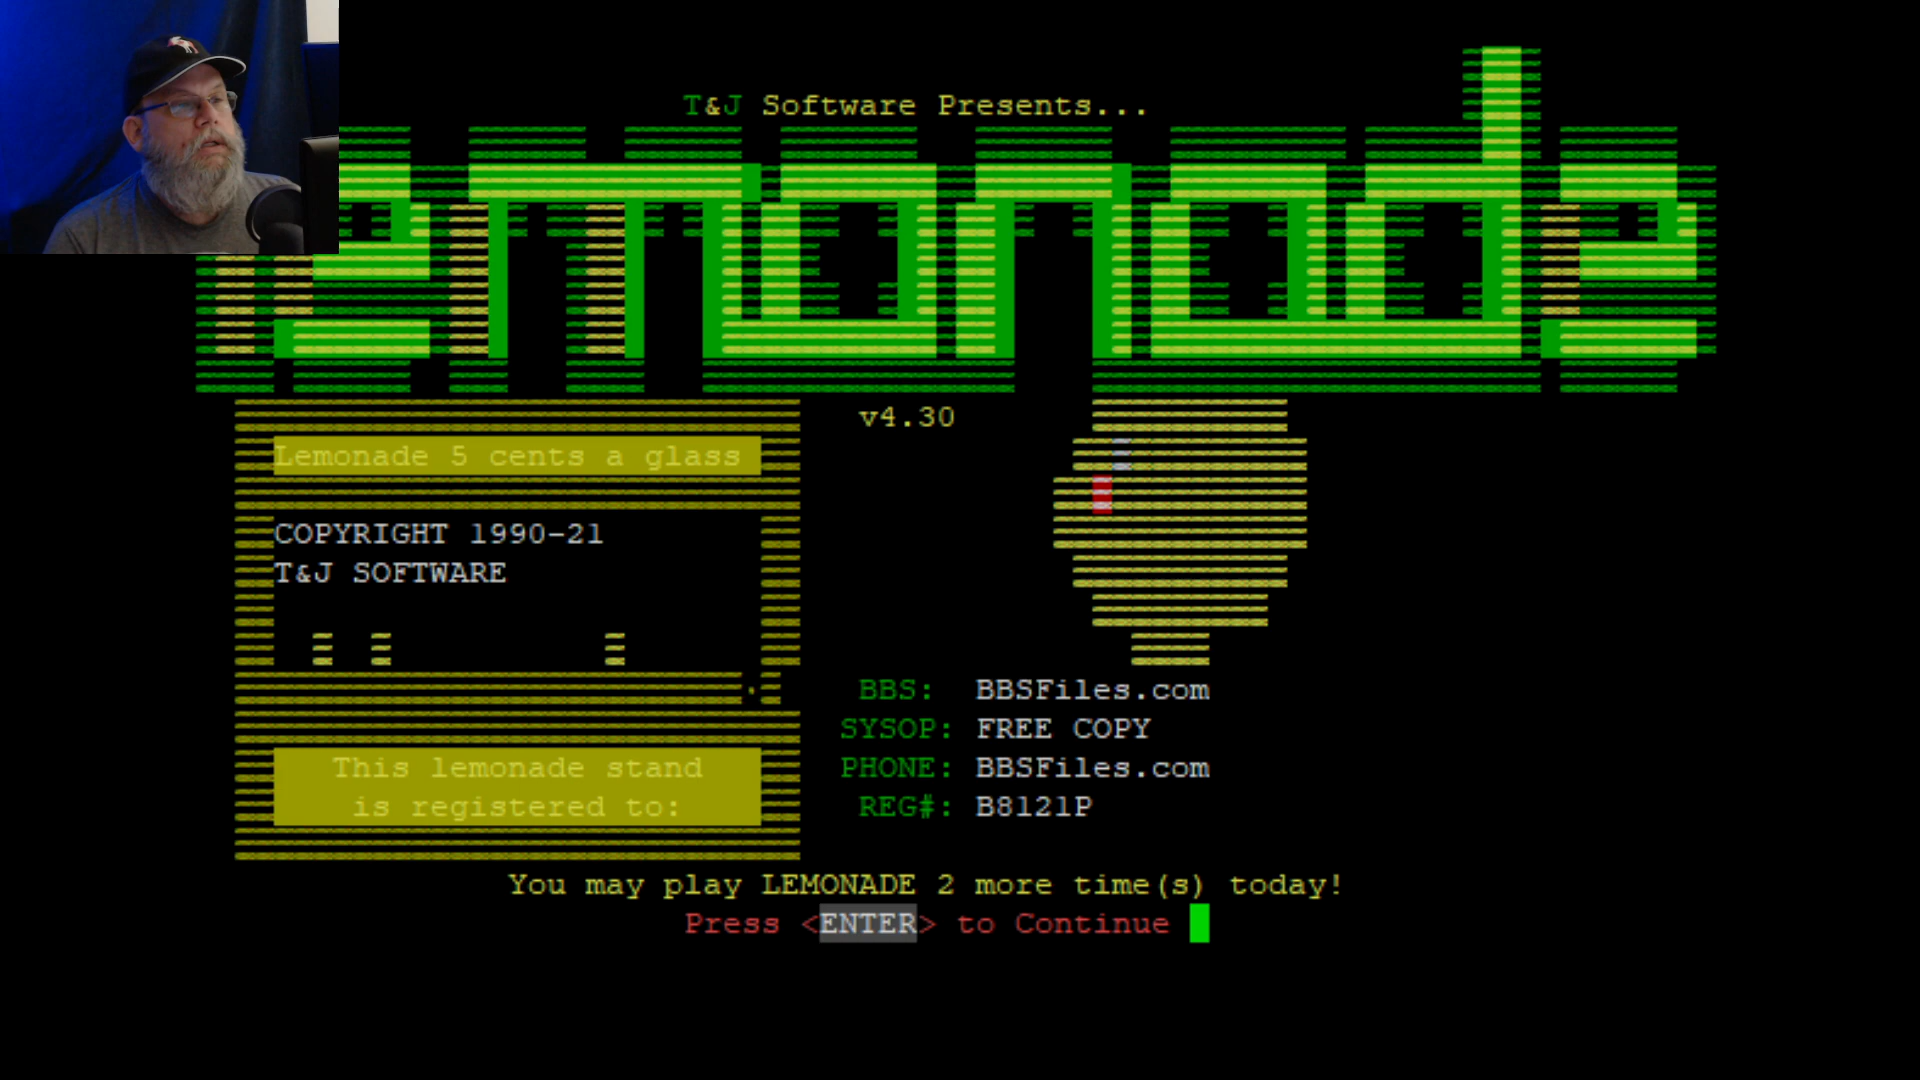 T&J Software Presents...
emonade
v4.30
Lemonade 5 cents a glass
COPYRIGHT 1990-21
T&J SOFTWARE
BBS: BBSFiles.com
SYSOP: FREE COPY
PHONE: BBSFiles.com
REG#: B8121P
This lemonade stand
is registered to:
You may play LEMONADE 2 more time(s) today!
Press <ENTER> to Continue